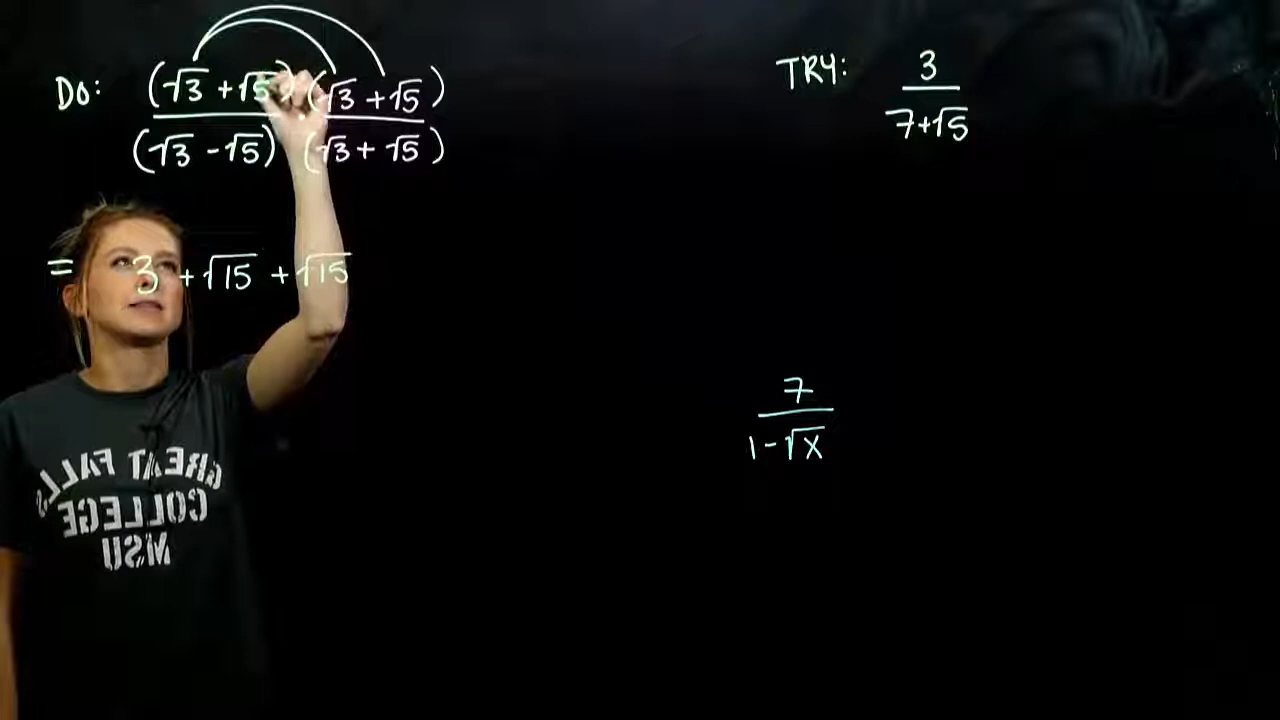 DO: (√3 + √5) (√3 + √5)
(√3 - √5) (√3 + √5)
= 3 + √15 + √15
TRY: 3
7+√5
7
1-√x
GREAT FALLS
COLLEGE
MSU